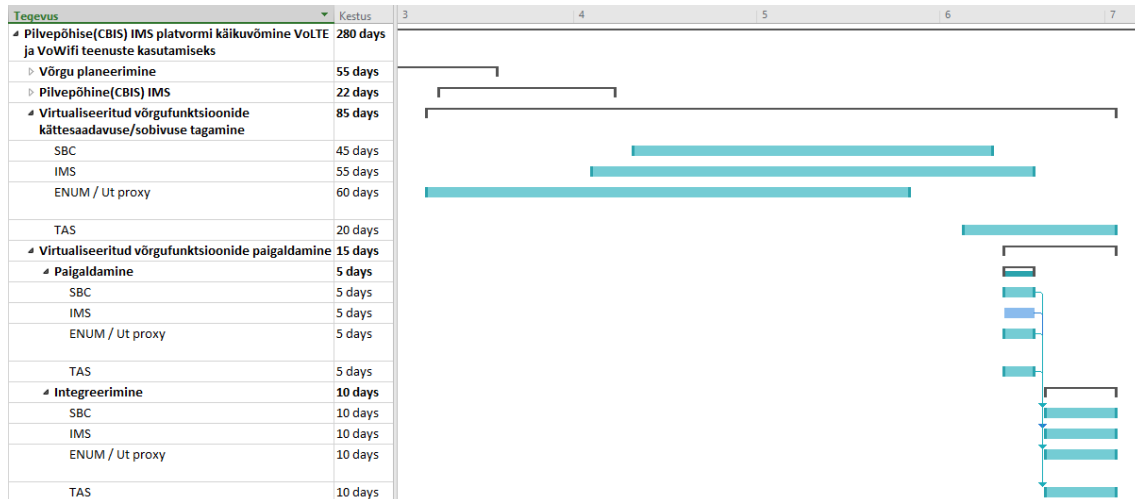 Tegevus Kestus 3 4 5 6 7
Pilvepõhise(CBIS) IMS platvormi käikuvõmine VoLTE 280 days
ja VoWifi teenuste kasutamiseks
Võrgu planeerimine 55 days
Pilvepõhine(CBIS) IMS 22 days
Virtualiseeritud võrgufunktsioonide 85 days
kättesaadavuse/sobivuse tagamine
SBC 45 days
IMS 55 days
ENUM / Ut proxy 60 days
TAS 20 days
Virtualiseeritud võrgufunktsioonide paigaldamine 15 days
Paigaldamine 5 days
SBC 5 days
IMS 5 days
ENUM / Ut proxy 5 days
TAS 5 days
Integreerimine 10 days
SBC 10 days
IMS 10 days
ENUM / Ut proxy 10 days
TAS 10 days